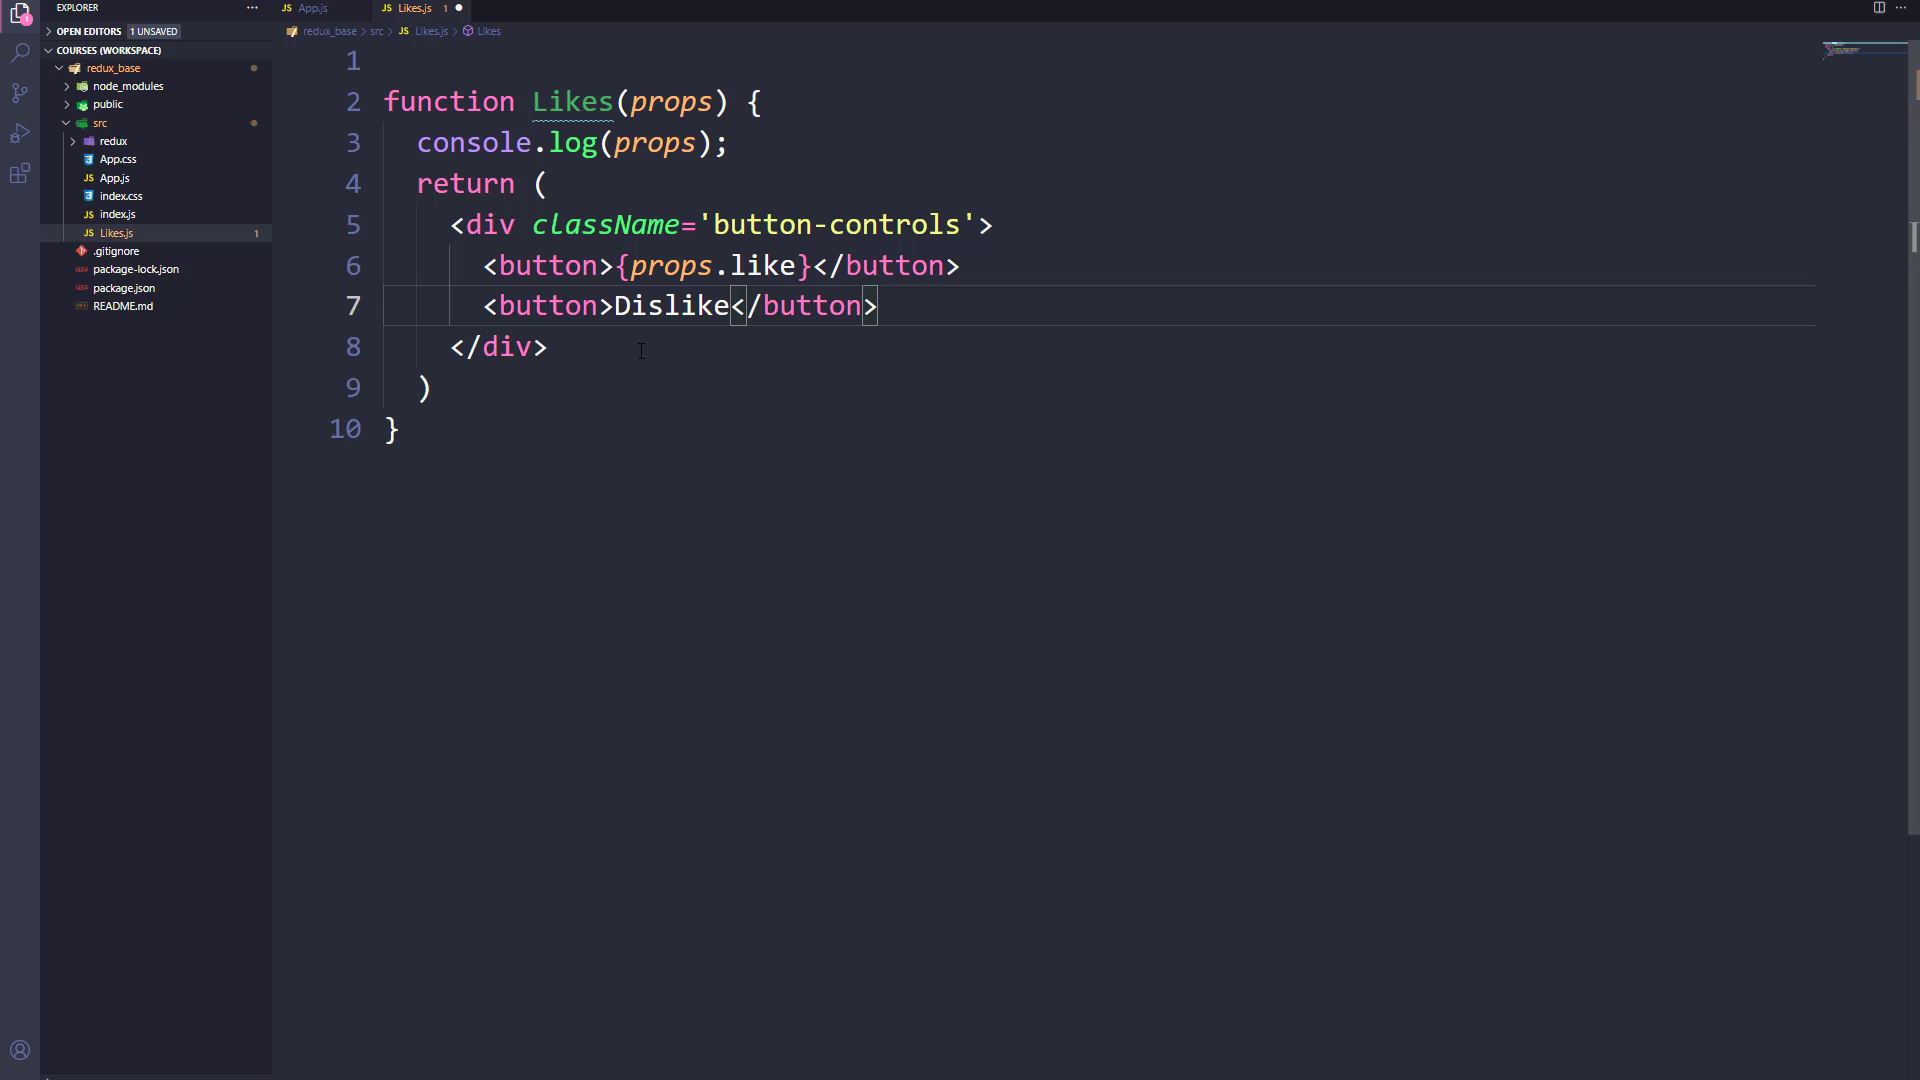 EXPLORER
App.js
Likes.js 1
OPEN EDITORS 1 UNSAVED
redux_base > src > JS Likes.js > Likes
COURSES (WORKSPACE)
redux_base
node_modules
public
src
redux
App.css
JS App.js
index.css
JS index.js
JS Likes.js 1
.gitignore
package-lock.json
package.json
README.md
1
2 function Likes(props) {
3 console.log(props);
4 return (
5 <div className='button-controls'>
6 <button>{props.like}</button>
7 <button>Dislike</button>
8 </div>
9 )
10 }